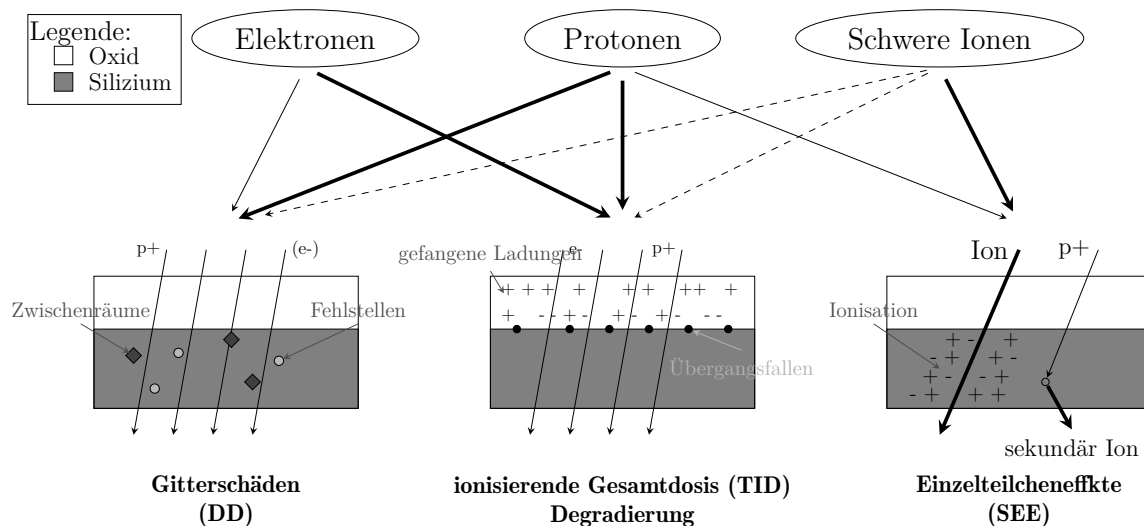 Legende:
Oxid
Silizium
Elektronen
Protonen
Schwere Ionen
p+
(e-)
Zwischenräume
Fehlstellen
gefangene Ladungen
e-
p+
+ + + + + + + + + + +
+ - - + - + - + - -
Übergangsfallen
Ion
p+
Ionisation
+ - +
- + + -
+ - + +
- + + +
sekundär Ion
Gitterschäden
(DD)
ionisierende Gesamtdosis (TID)
Degradierung
Einzelteilcheneffkte
(SEE)